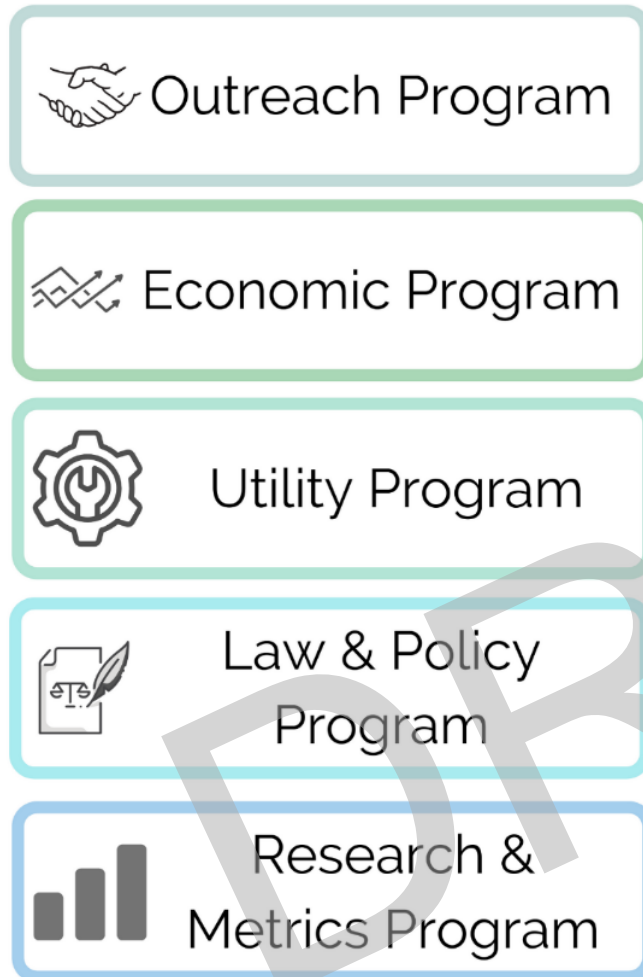 Outreach Program
Economic Program
Utility Program
Law & Policy
Program
Research &
Metrics Program
DR